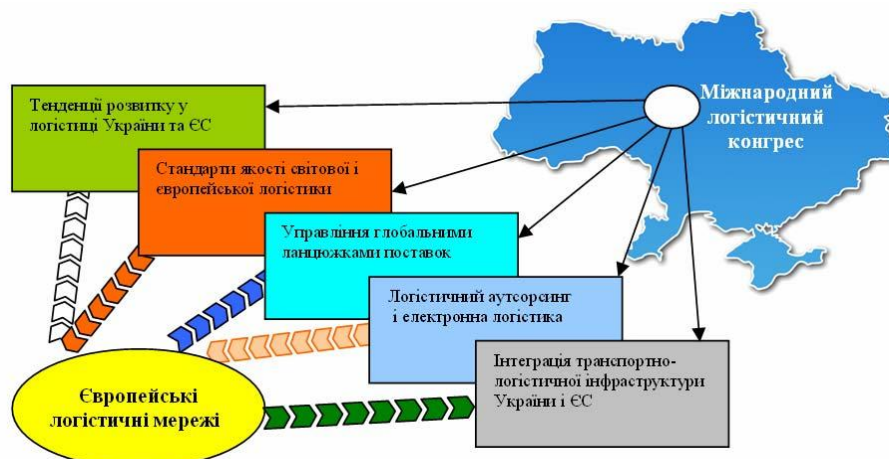 Міжнародний
логістичний
конгрес
Тенденції розвитку у
логістиці України та ЄС
Стандарти якості світової і
європейської логістики
Управління глобальними
ланцюжками поставок
Логістичний аутсорсинг
і електронна логістика
Інтеграція транспортно-
логістичної інфраструктури
України і ЄС
Європейські
логістичні мережі